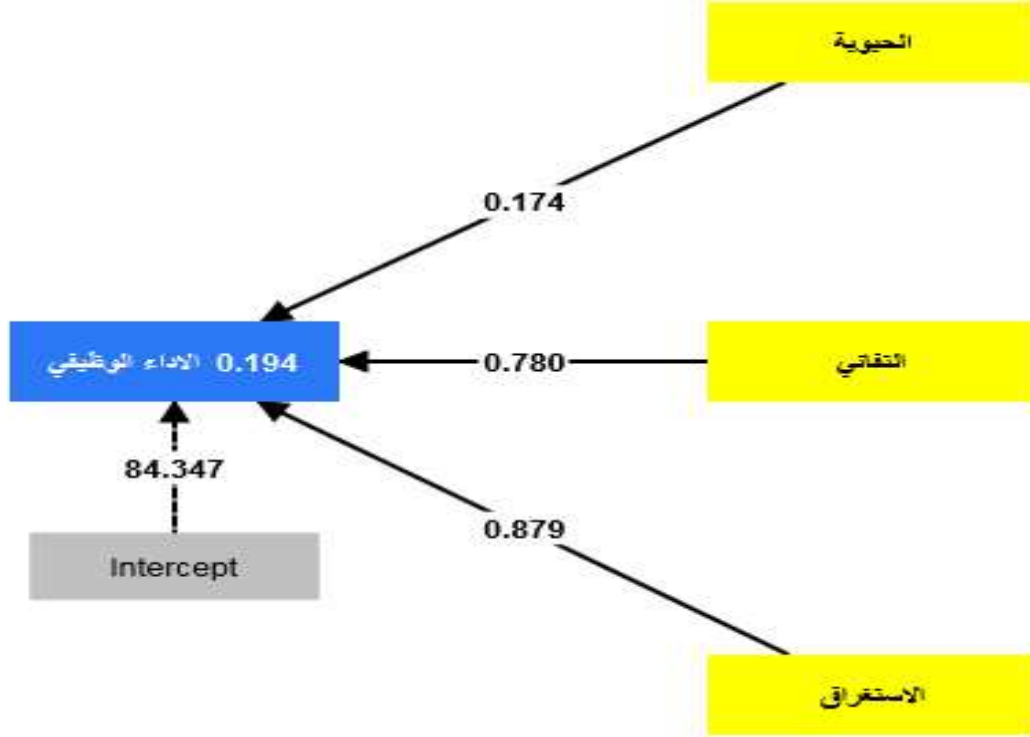 الحيوية
0.174
0.194 الاداء الوظيفي
0.780
التفاني
84.347
0.879
Intercept
الاستغراق